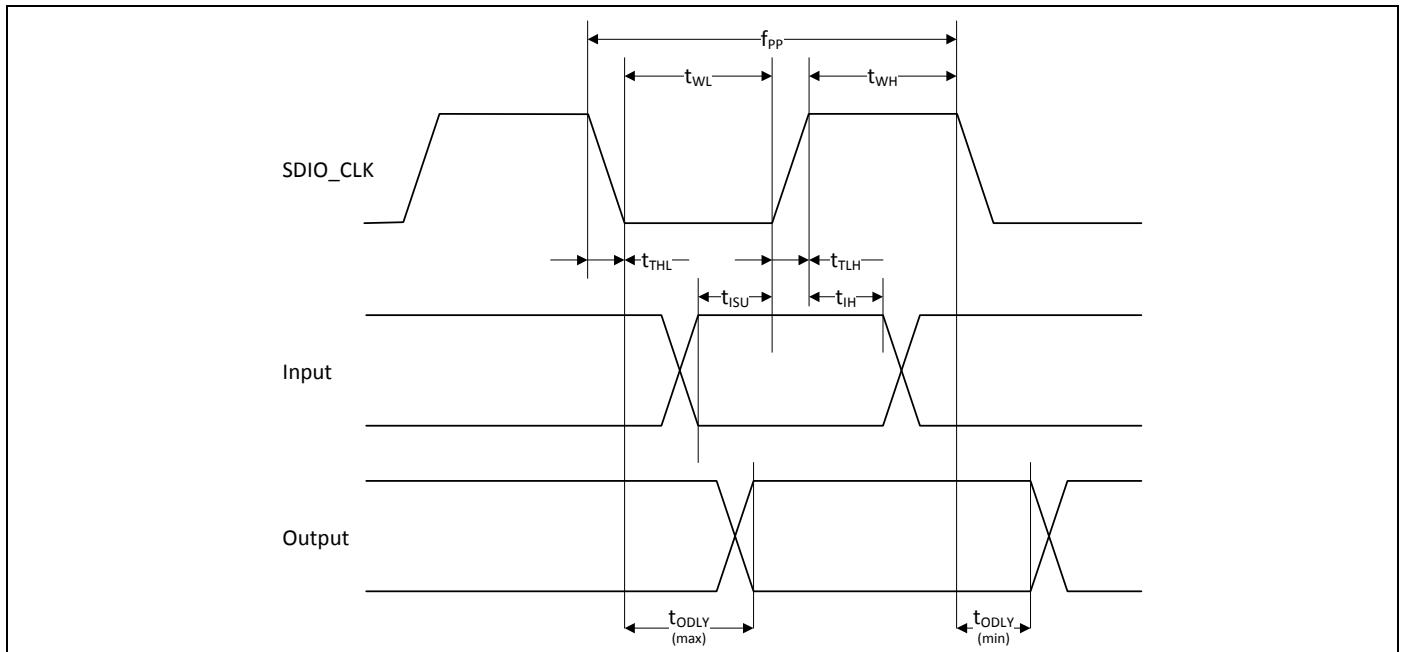 fPP
tWL
tWH
SDIO_CLK
tTHL
tTLH
tISU
tIH
Input
Output
tODLY
(max)
tODLY
(min)